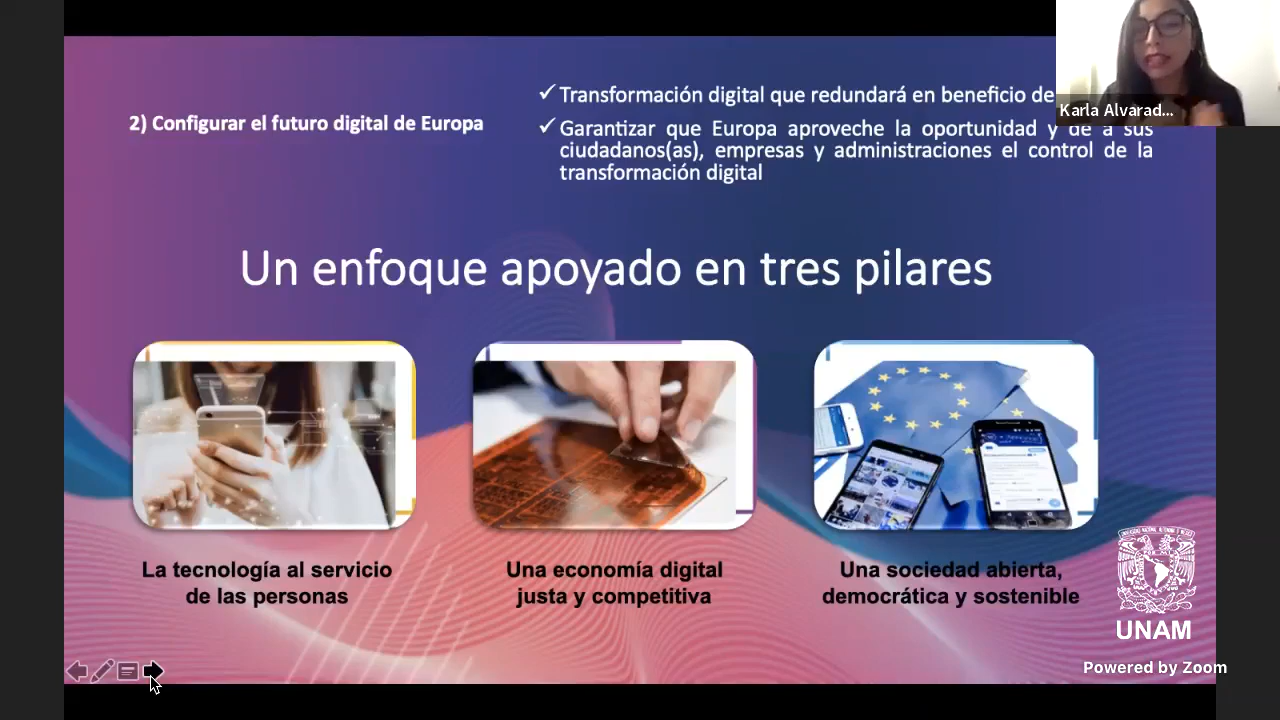 2) Configurar el futuro digital de Europa
✓ Transformación digital que redundará en beneficio de
✓ Garantizar que Europa aproveche la oportunidad y dé a sus
ciudadanos(as), empresas y administraciones el control de la
transformación digital
Karla Alvarad...
Un enfoque apoyado en tres pilares
La tecnología al servicio
de las personas
Una economía digital
justa y competitiva
Una sociedad abierta,
democrática y sostenible
UNAM
Powered by Zoom